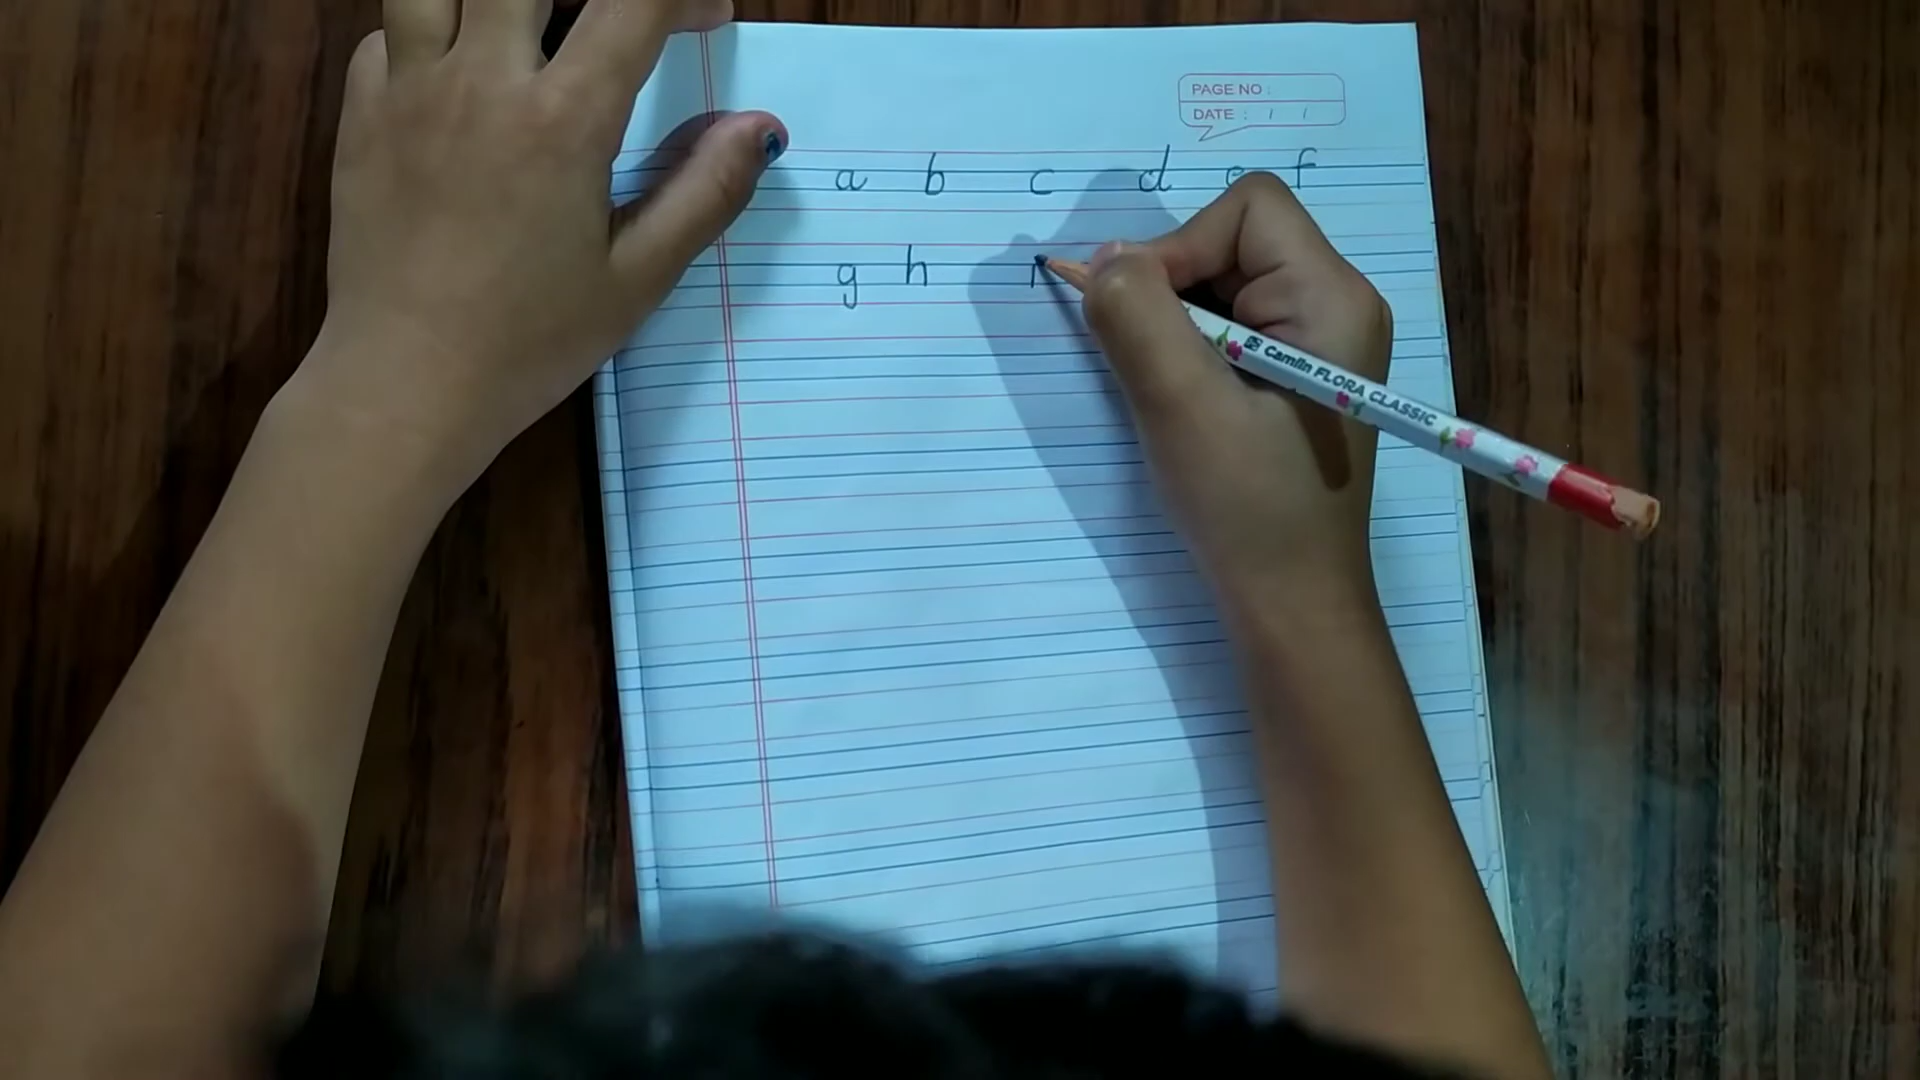 PAGE NO :
DATE : / /
a b c d e f
g h i
Camlin FLORA CLASSIC